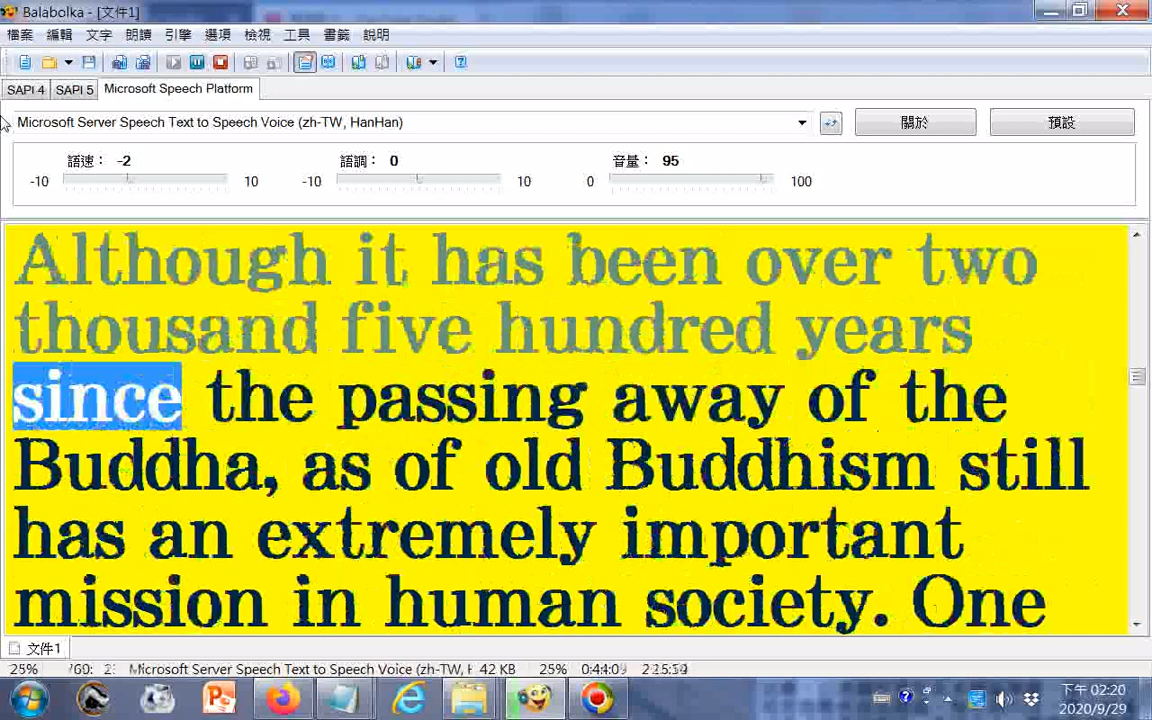 Balabolka - [文件1]
檔案 編輯 文字 朗讀 引擎 選項 檢視 工具 書籤 說明
SAPI 4 SAPI 5 Microsoft Speech Platform
Microsoft Server Speech Text to Speech Voice (zh-TW, HanHan) 關於 預設
語速： -2 語調： 0 音量： 95
-10 10 -10 10 0 100
Although it has been over two
thousand five hundred years
since the passing away of the
Buddha, as of old Buddhism still
has an extremely important
mission in human society. One
文件1
25% Microsoft Server Speech Text to Speech Voice (zh-TW, 42 KB 25%
下午 02:20
2020/9/29